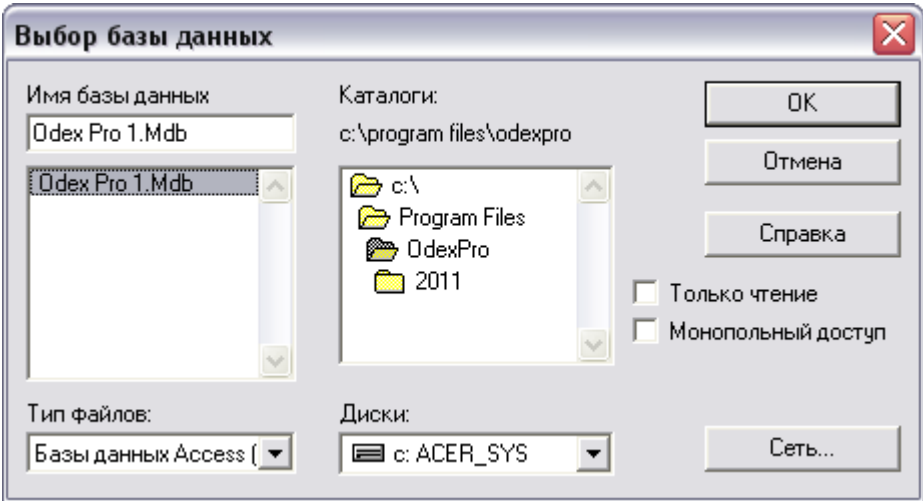 Выбор базы данных
Имя базы данных
Odex Pro 1.Mdb
Odex Pro 1.Mdb
Тип файлов:
Базы данных Access (
Каталоги:
c:\program files\odexpro
c:\
Program Files
OdexPro
2011
Диски:
c: ACER_SYS
OK
Отмена
Справка
Только чтение
Монопольный доступ
Сеть...